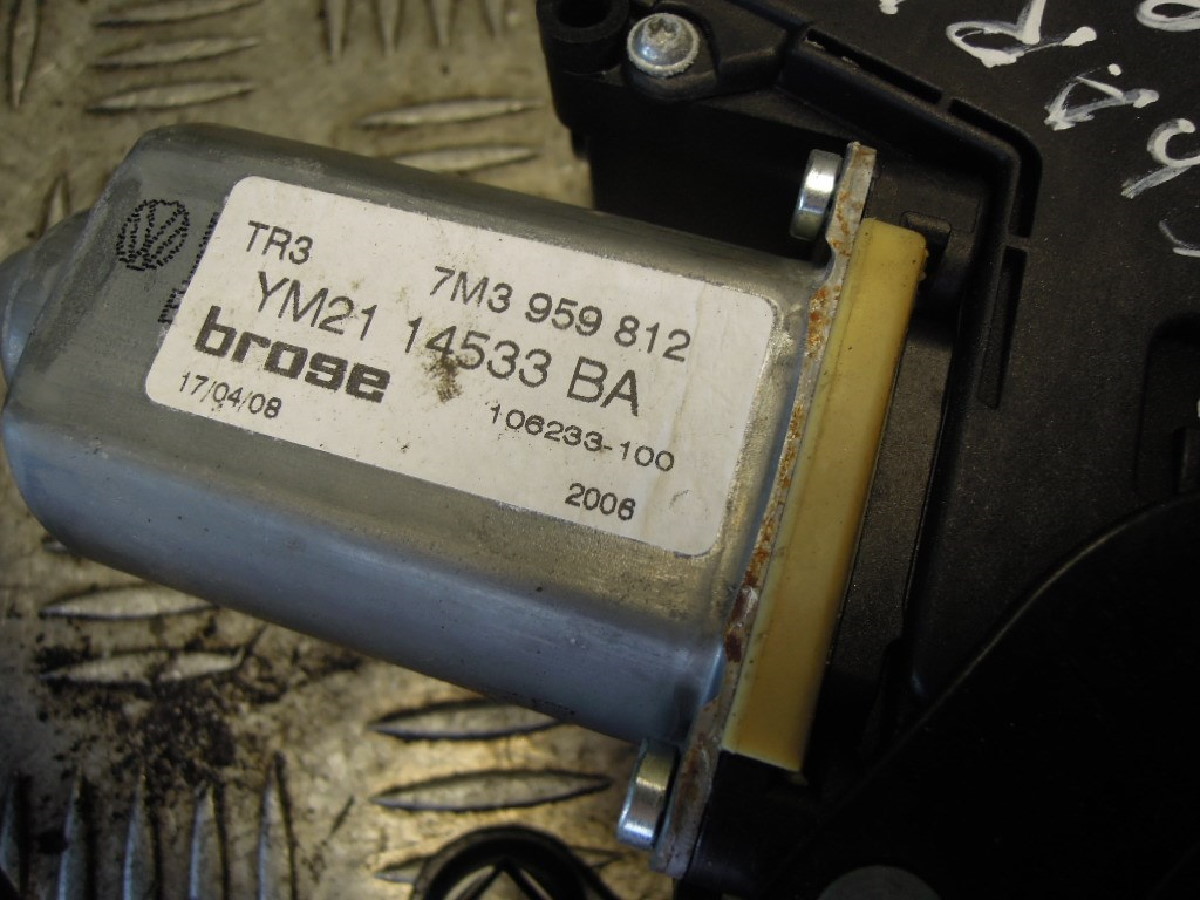 TR3
7M3 959 812
YM21 14533 BA
brose
17/04/08
106233-100
2006